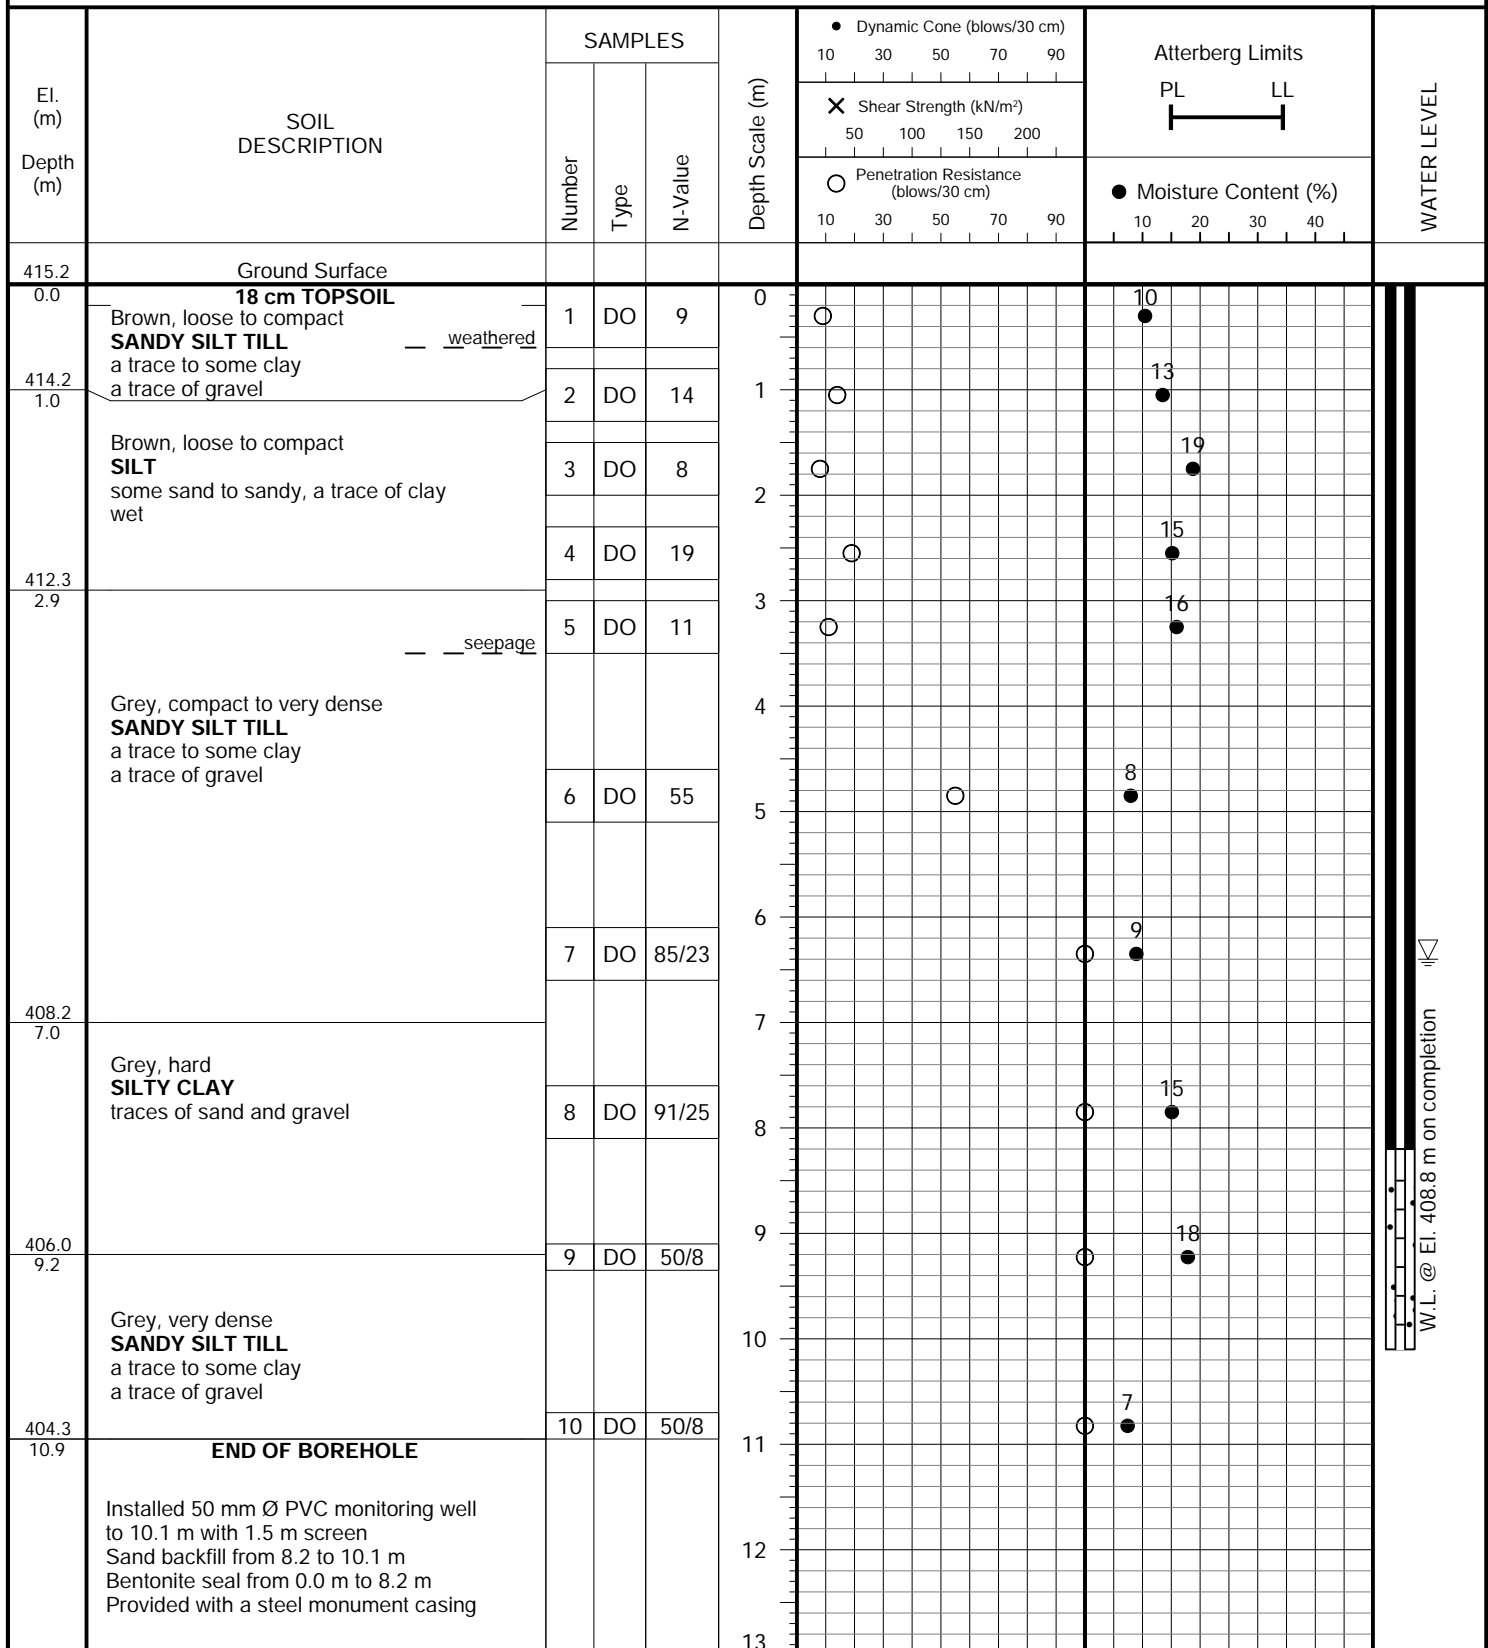 El.
(m)
Depth
(m)
SOIL
DESCRIPTION
SAMPLES
Number
Type
N-Value
Depth Scale (m)
● Dynamic Cone (blows/30 cm)
10 30 50 70 90
✕ Shear Strength (kN/m²)
50 100 150 200
○ Penetration Resistance
(blows/30 cm)
10 30 50 70 90
Atterberg Limits
PL LL
● Moisture Content (%)
10 20 30 40
WATER LEVEL
415.2 Ground Surface
0.0 18 cm TOPSOIL 0
Brown, loose to compact 1 DO 9 10
SANDY SILT TILL weathered
a trace to some clay
414.2 a trace of gravel
1.0 2 DO 14 1 13
Brown, loose to compact
SILT 3 DO 8 19
some sand to sandy, a trace of clay 2
wet
4 DO 19 15
412.3
2.9 3
5 DO 11 16
seepage
Grey, compact to very dense 4
SANDY SILT TILL
a trace to some clay
a trace of gravel
6 DO 55 8
5
6
7 DO 85/23 9
408.2
7.0 7
Grey, hard
SILTY CLAY
traces of sand and gravel 8 DO 91/25 15
8
9
406.0
9.2 9 DO 50/8 18
Grey, very dense
SANDY SILT TILL 10
a trace to some clay
a trace of gravel
404.3 10 DO 50/8 7
10.9 END OF BOREHOLE 11
W.L. @ El. 408.8 m on completion
Installed 50 mm Ø PVC monitoring well
to 10.1 m with 1.5 m screen
Sand backfill from 8.2 to 10.1 m 12
Bentonite seal from 0.0 m to 8.2 m
Provided with a steel monument casing
13